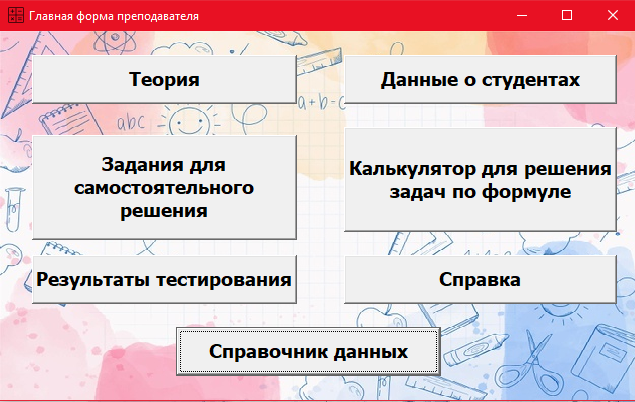 Главная форма преподавателя
Теория
Данные о студентах
a+b=c
abc
Задания для
самостоятельного
решения
Калькулятор для решения
задач по формуле
Результаты тестирования
Справка
Справочник данных